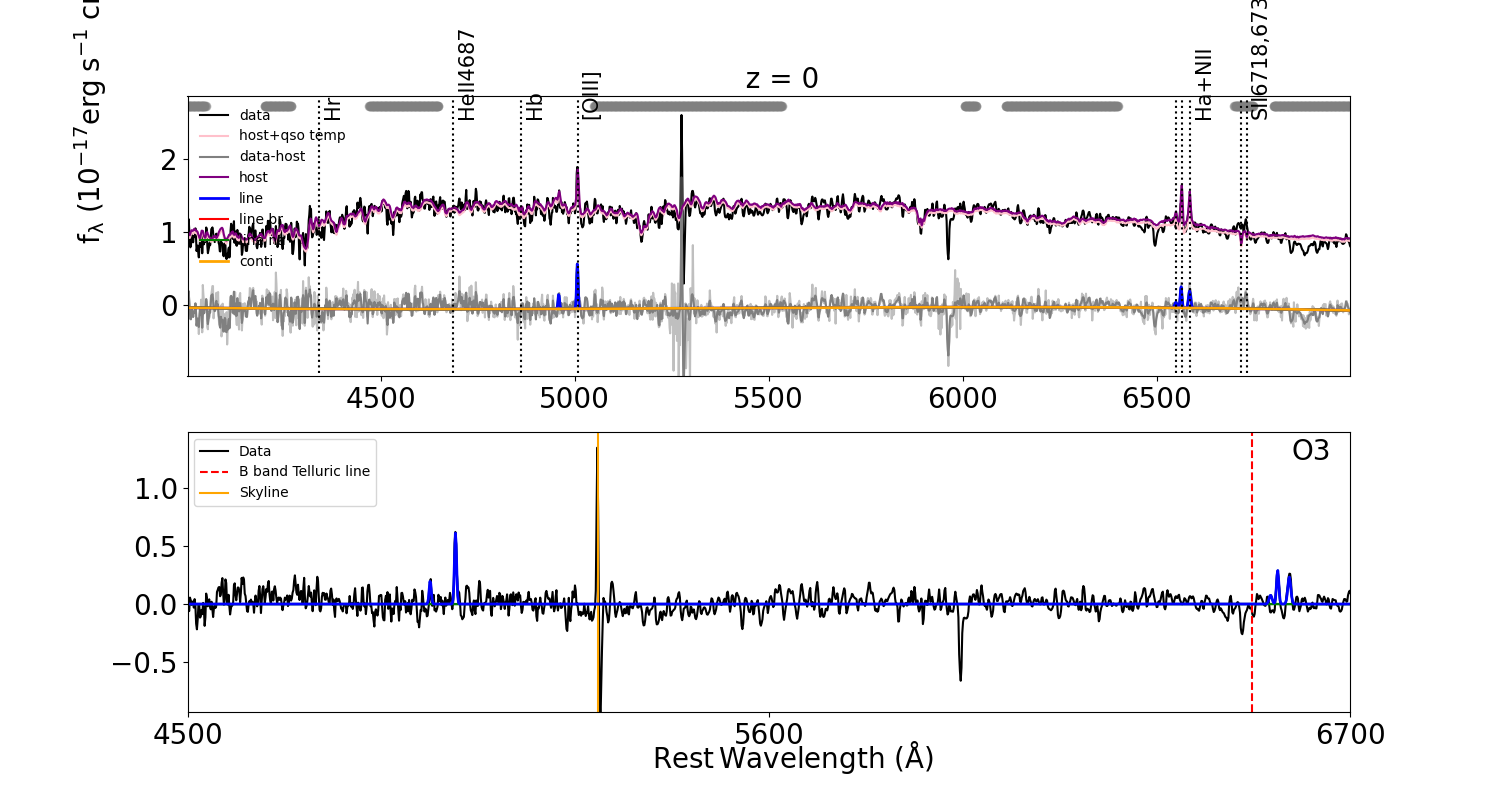 z = 0
Hr
HeII4687
Hb
[OIII]
Ha+NII
SII6718,673
f_λ (10^{-17} erg s^{-1} c
data
host+qso temp
data-host
host
line
line br
conti
2
1
0
4500
5000
5500
6000
6500
Data
B band Telluric line
Skyline
O3
1.0
0.5
0.0
−0.5
4500
5600
6700
Rest Wavelength (Å)